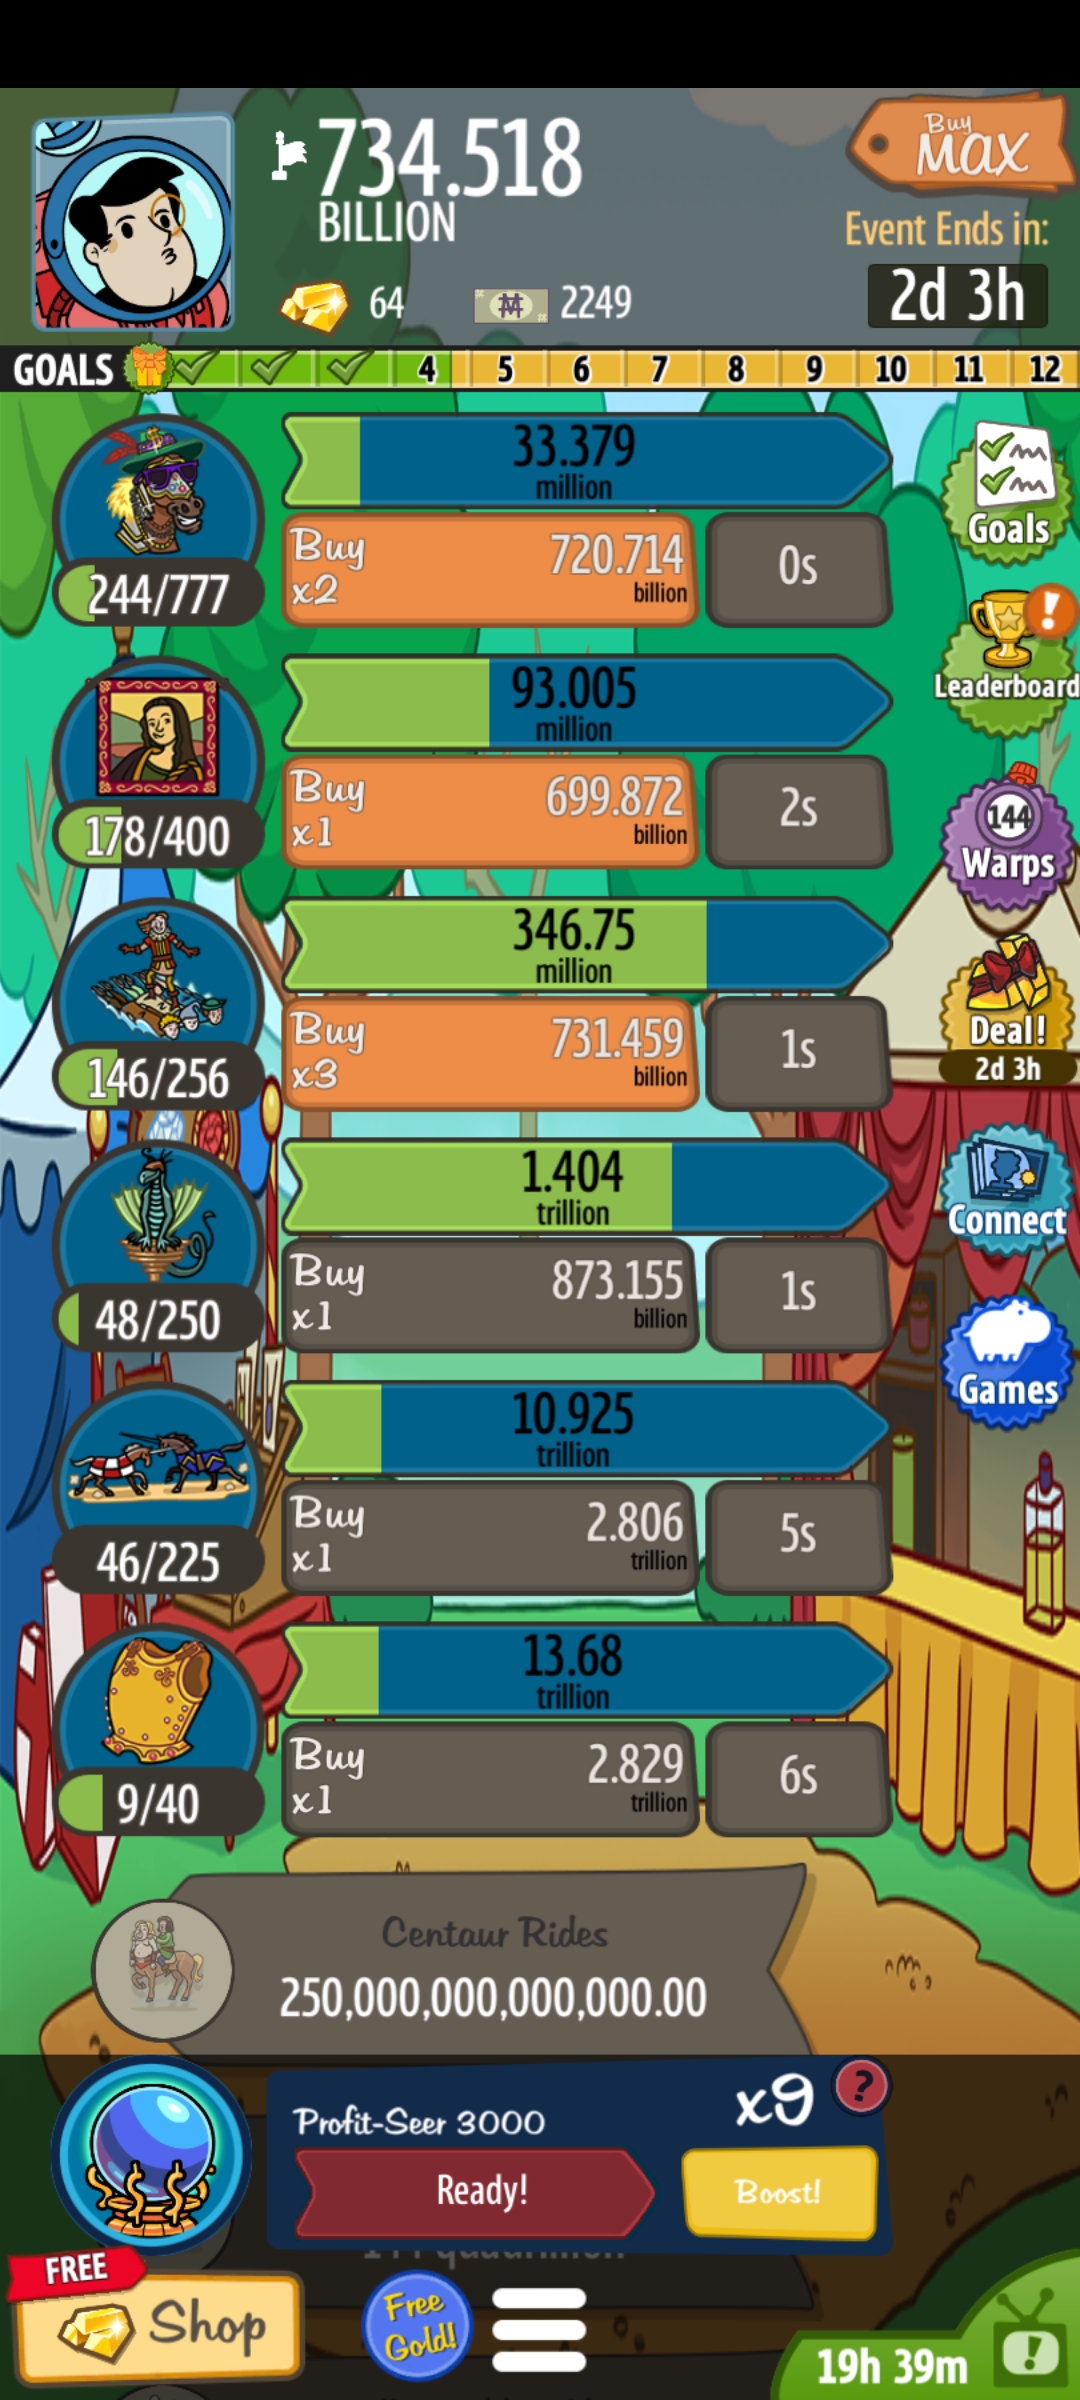 734.518
BILLION
Buy
MAX
Event Ends in:
2d 3h
64
2249
GOALS
4
5
6
7
8
9
10
11
12
33.379
million
Buy
x2
720.714
billion
0s
244/777
Goals
93.005
million
Buy
x1
699.872
billion
2s
178/400
Leaderboard
346.75
million
Buy
x3
731.459
billion
1s
146/256
144
Warps
Deal!
2d 3h
1.404
trillion
Buy
x1
873.155
billion
1s
48/250
Connect
10.925
trillion
Buy
x1
2.806
trillion
5s
46/225
Games
13.68
trillion
Buy
x1
2.829
trillion
6s
9/40
Centaur Rides
250,000,000,000,000.00
Profit-Seer 3000
x9
?
Ready!
Boost!
FREE
Shop
Free
Gold!
19h 39m